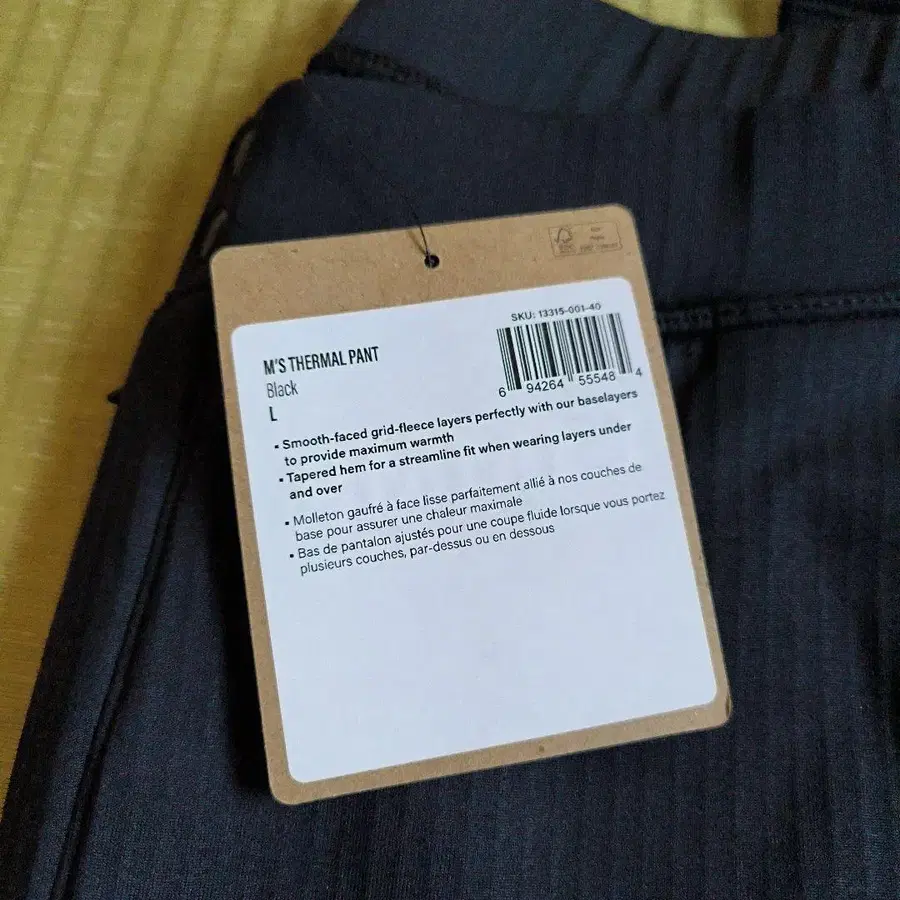 SKU: 13315-001-40
M'S THERMAL PANT
Black
L
6 94264 55548 4
▪ Smooth-faced grid-fleece layers perfectly with our baselayers
to provide maximum warmth
▪ Tapered hem for a streamline fit when wearing layers under
and over
▪ Molleton gaufré à face lisse parfaitement allié à nos couches de
base pour assurer une chaleur maximale
▪ Bas de pantalon ajustés pour une coupe fluide lorsque vous portez
plusieurs couches, par-dessus ou en dessous